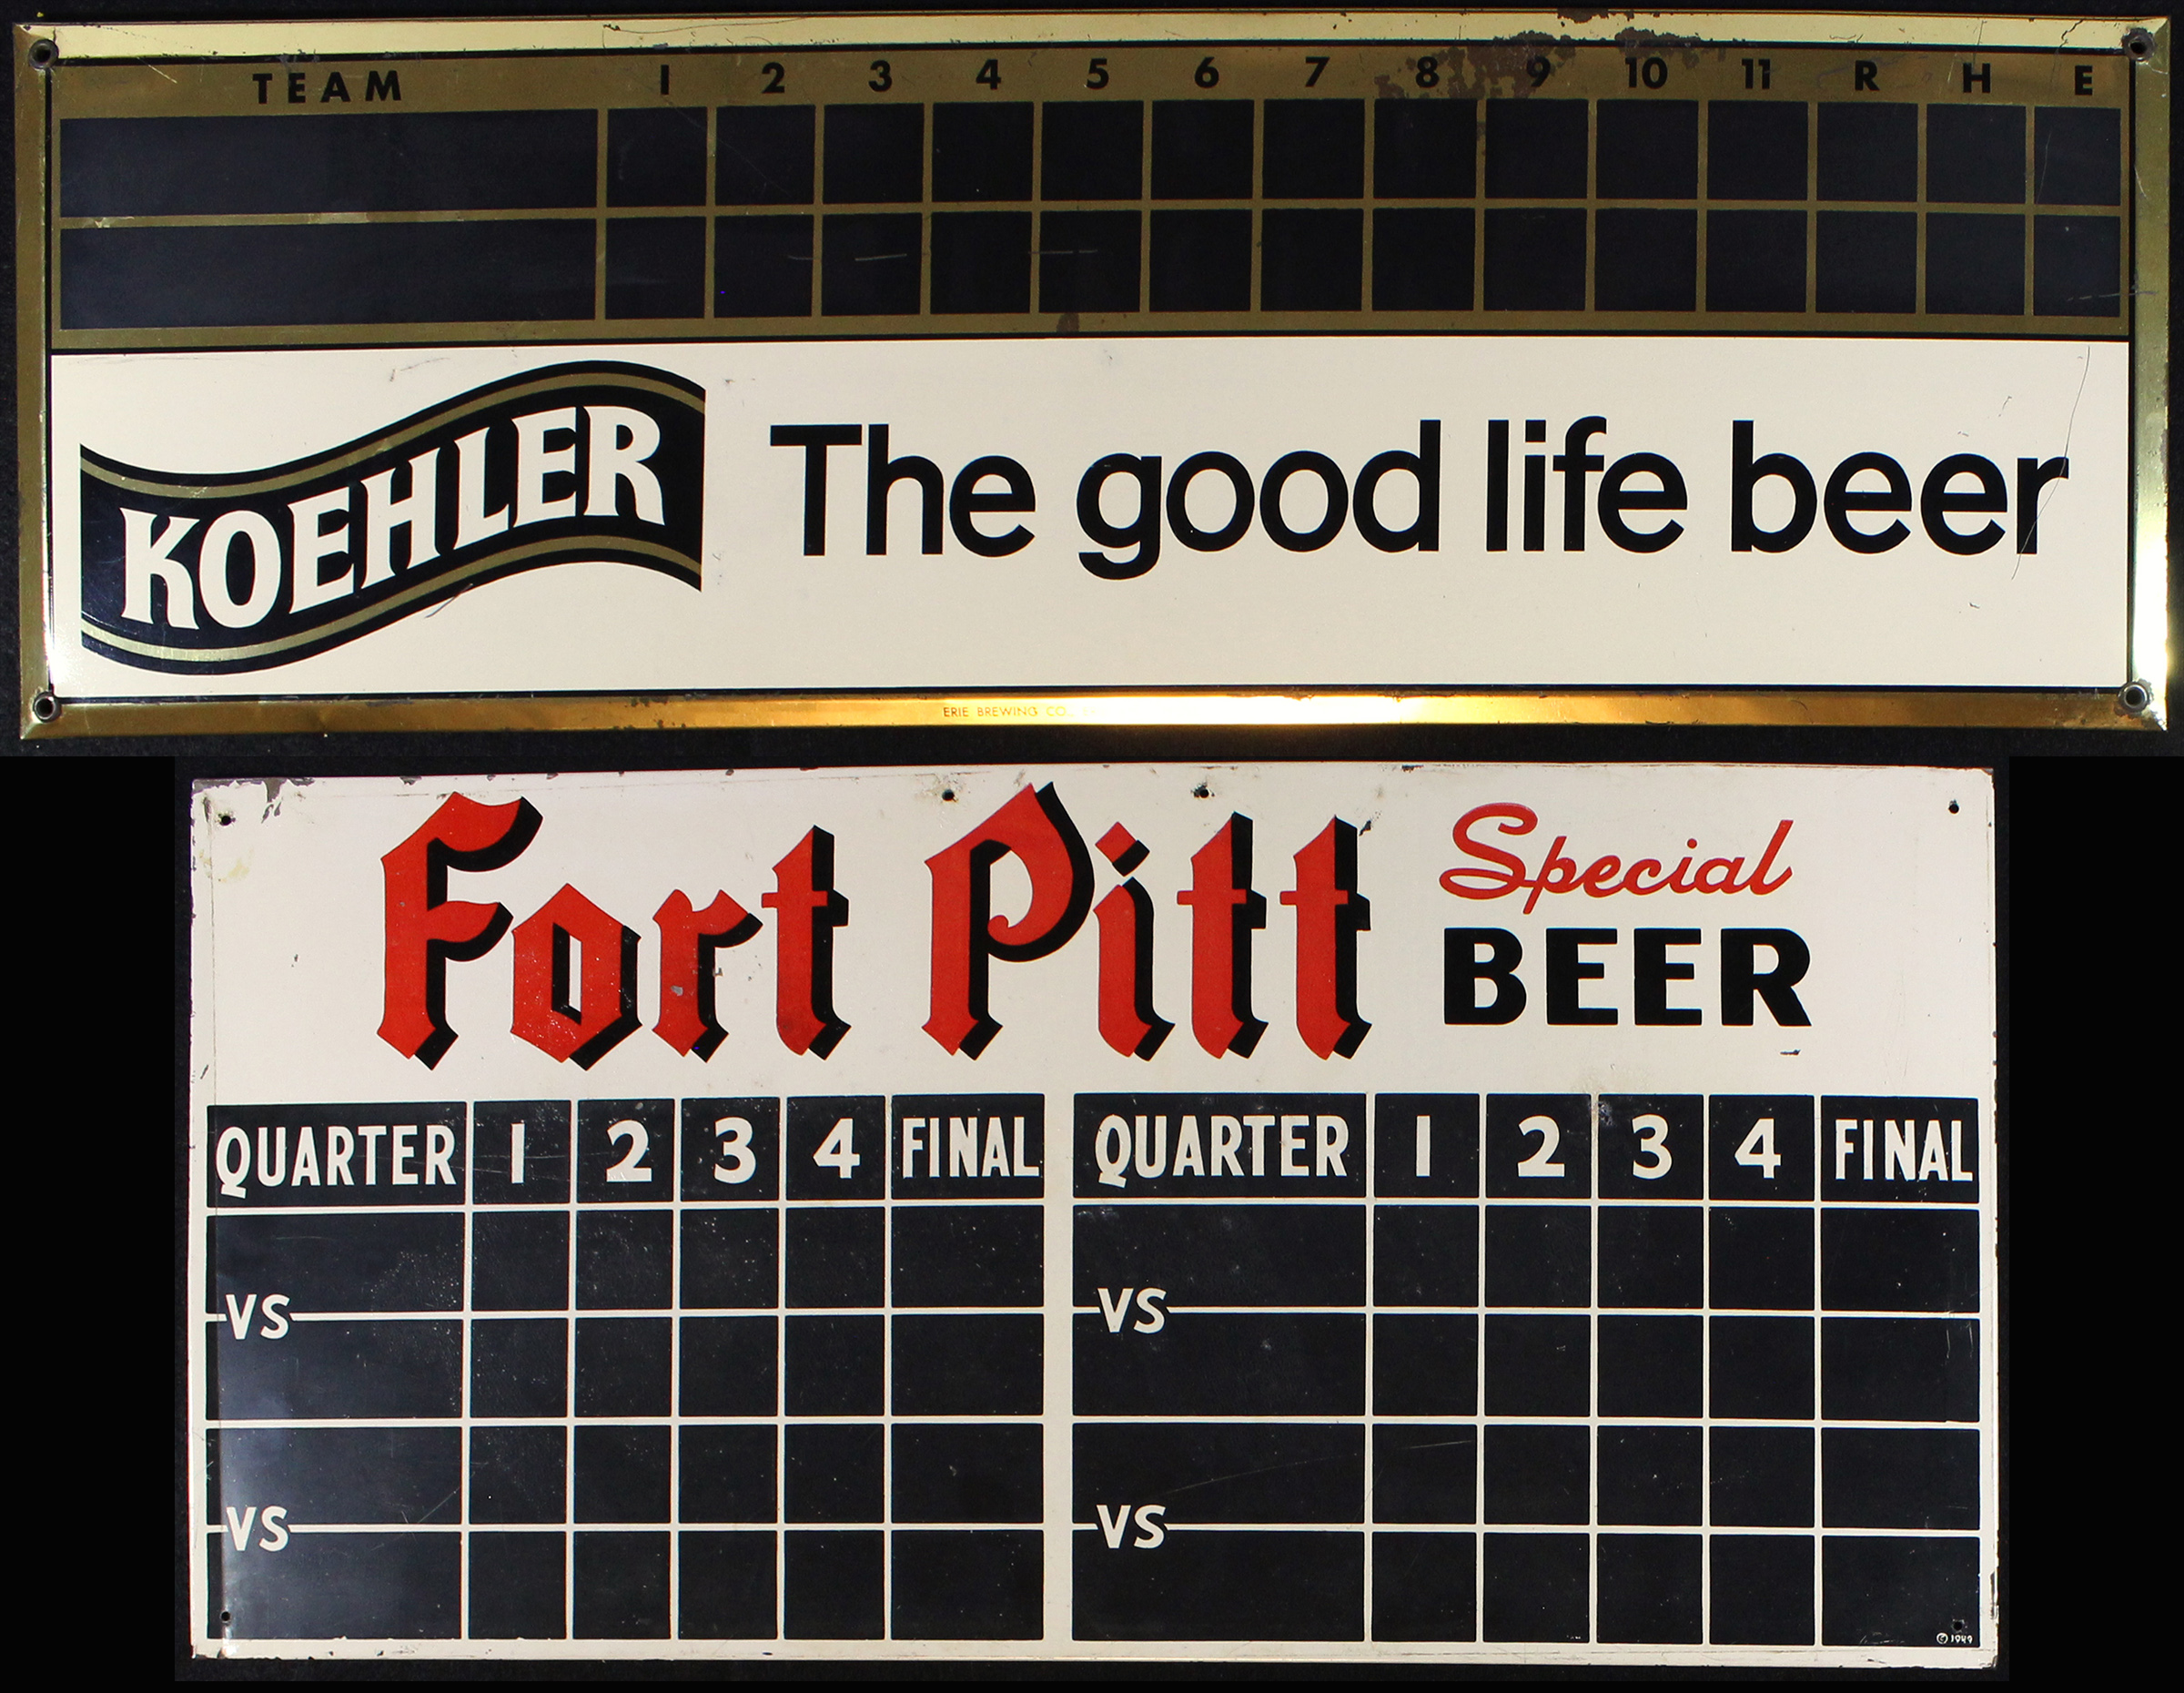 TEAM 1 2 3 4 5 6 7 8 9 10 11 R H E
KOEHLER
The good life beer
ERIE BREWING CO.
Fort Pitt
Special
BEER
QUARTER 1 2 3 4 FINAL QUARTER 1 2 3 4 FINAL
VS VS
VS VS
© 1949